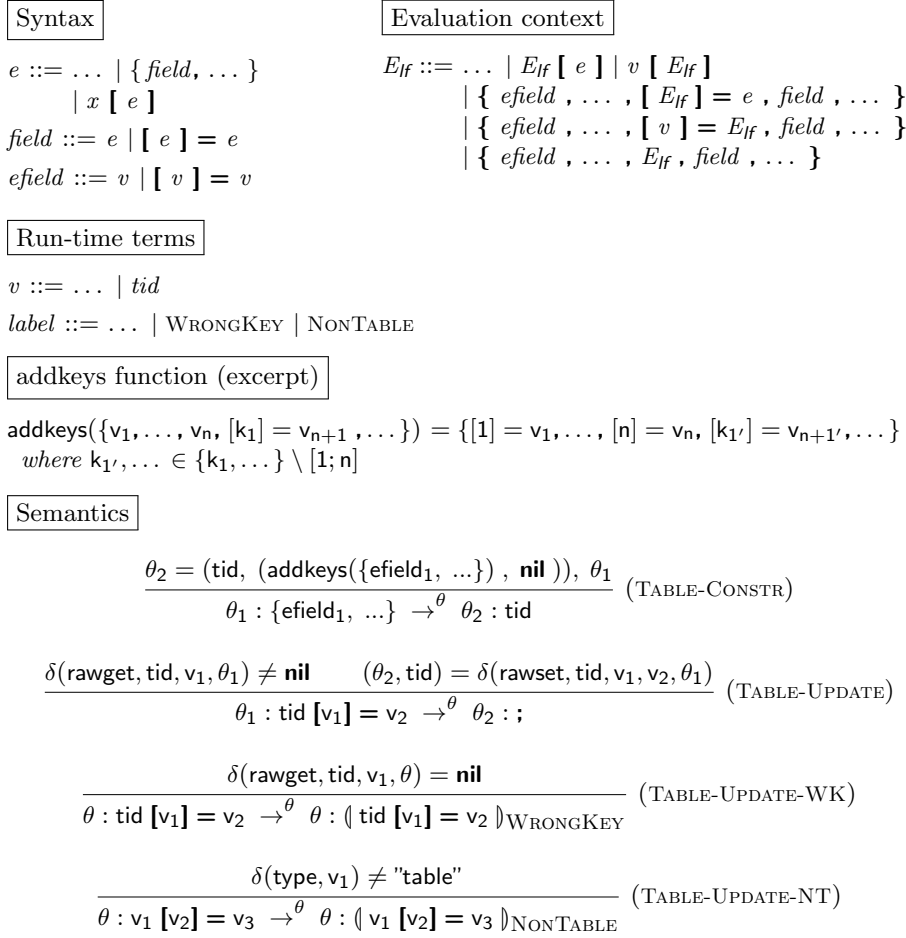 Syntax
e ::= … | { field, … }
| x [ e ]
field ::= e | [ e ] = e
efield ::= v | [ v ] = v
Evaluation context
E_lf ::= … | E_lf [ e ] | v [ E_lf ]
| { efield , … , [ E_lf ] = e , field , … }
| { efield , … , [ v ] = E_lf , field , … }
| { efield , … , E_lf , field , … }
Run-time terms
v ::= … | tid
label ::= … | WrongKey | NonTable
addkeys function (excerpt)
addkeys({v₁,…, vₙ, [k₁] = vₙ₊₁ ,…}) = {[1] = v₁,…, [n] = vₙ, [k₁′] = vₙ₊₁′,…}
where k₁′,… ∈ {k₁,…} \ [1; n]
Semantics
θ₂ = (tid, (addkeys({efield₁, ...}) , nil )), θ₁
θ₁ : {efield₁, ...} →^θ θ₂ : tid
(Table-Constr)
δ(rawget, tid, v₁, θ₁) ≠ nil (θ₂, tid) = δ(rawset, tid, v₁, v₂, θ₁)
θ₁ : tid [v₁] = v₂ →^θ θ₂ : ;
(Table-Update)
δ(rawget, tid, v₁, θ) = nil
θ : tid [v₁] = v₂ →^θ θ : ⦇ tid [v₁] = v₂ ⦈WrongKey
(Table-Update-WK)
δ(type, v₁) ≠ "table"
θ : v₁ [v₂] = v₃ →^θ θ : ⦇ v₁ [v₂] = v₃ ⦈NonTable
(Table-Update-NT)